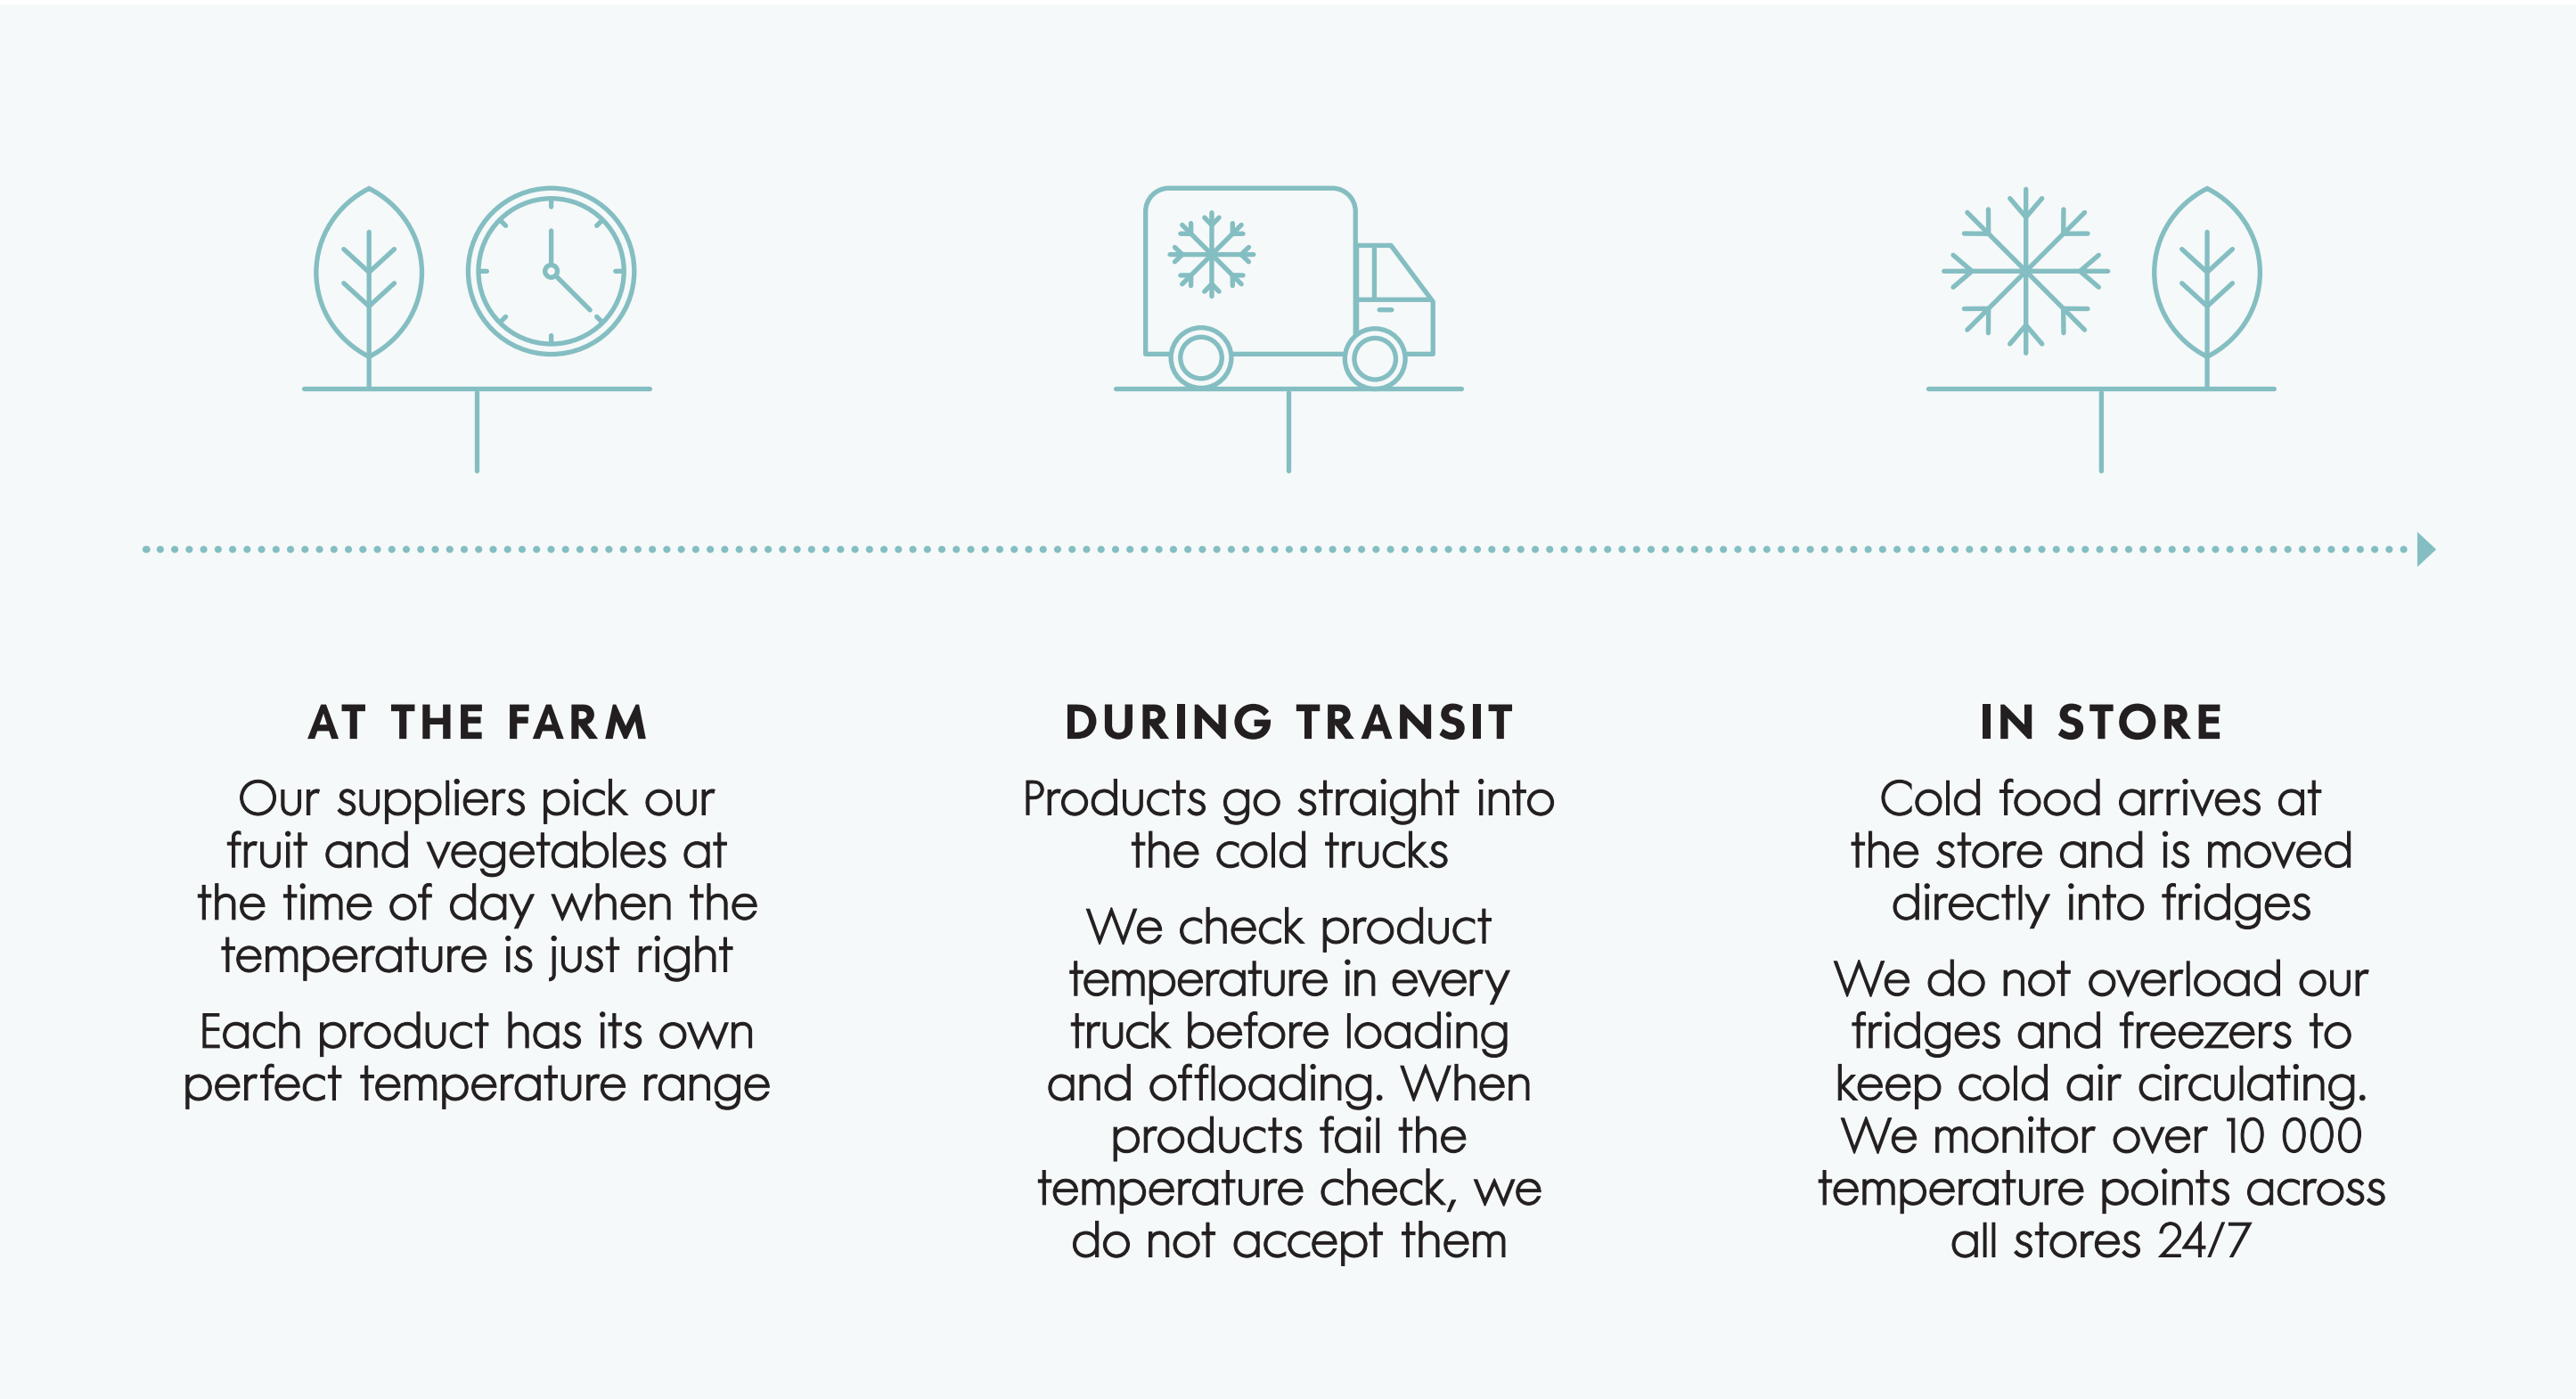 AT THE FARM
Our suppliers pick our
fruit and vegetables at
the time of day when the
temperature is just right
Each product has its own
perfect temperature range
DURING TRANSIT
Products go straight into
the cold trucks
We check product
temperature in every
truck before loading
and offloading. When
products fail the
temperature check, we
do not accept them
IN STORE
Cold food arrives at
the store and is moved
directly into fridges
We do not overload our
fridges and freezers to
keep cold air circulating.
We monitor over 10 000
temperature points across
all stores 24/7